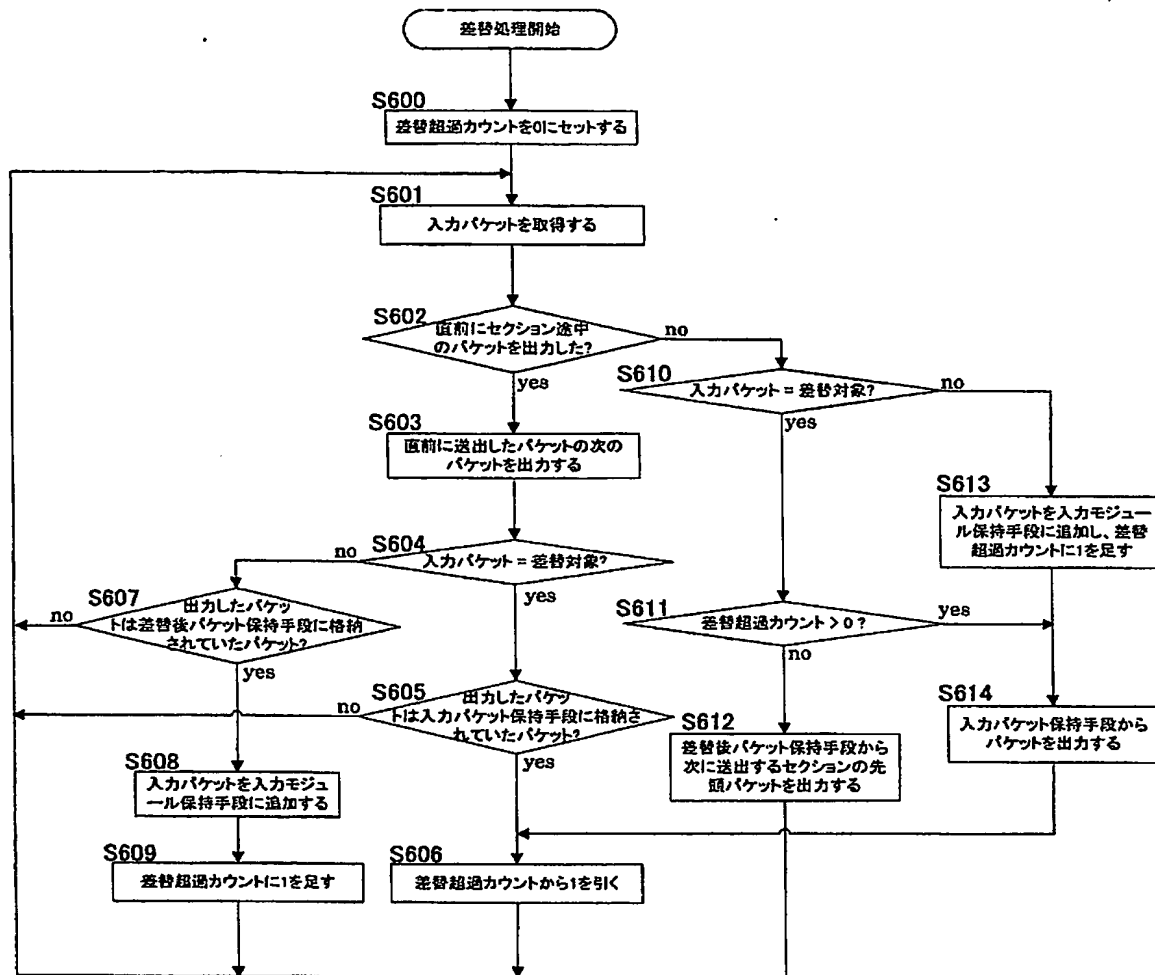 差替処理開始
S600
差替超過カウントを0にセットする
S601
入力パケットを取得する
S602
直前にセクション途中
のパケットを出力した?
no
yes
S610
入力パケット = 差替対象?
no
yes
S603
直前に送出したパケットの次の
パケットを出力する
S613
入力パケットを入力モジュー
ル保持手段に追加し、差替
超過カウントに1を足す
S604
入力パケット = 差替対象?
no
yes
S607
出力したパケッ
トは差替後パケット保持手段に格納
されていたパケット?
no
yes
S611
差替超過カウント > 0 ?
yes
no
S605
出力したパケッ
トは入力パケット保持手段に格納さ
れていたパケット?
no
yes
S612
差替後パケット保持手段から
次に送出するセクションの先
頭パケットを出力する
S614
入力パケット保持手段から
パケットを出力する
S608
入力パケットを入力モジュ
ール保持手段に追加する
S609
差替超過カウントに1を足す
S606
差替超過カウントから1を引く